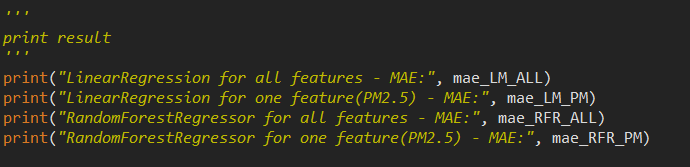 '''
print result
'''
print("LinearRegression for all features - MAE:", mae_LM_ALL)
print("LinearRegression for one feature(PM2.5) - MAE:", mae_LM_PM)
print("RandomForestRegressor for all features - MAE:", mae_RFR_ALL)
print("RandomForestRegressor for one feature(PM2.5) - MAE:", mae_RFR_PM)